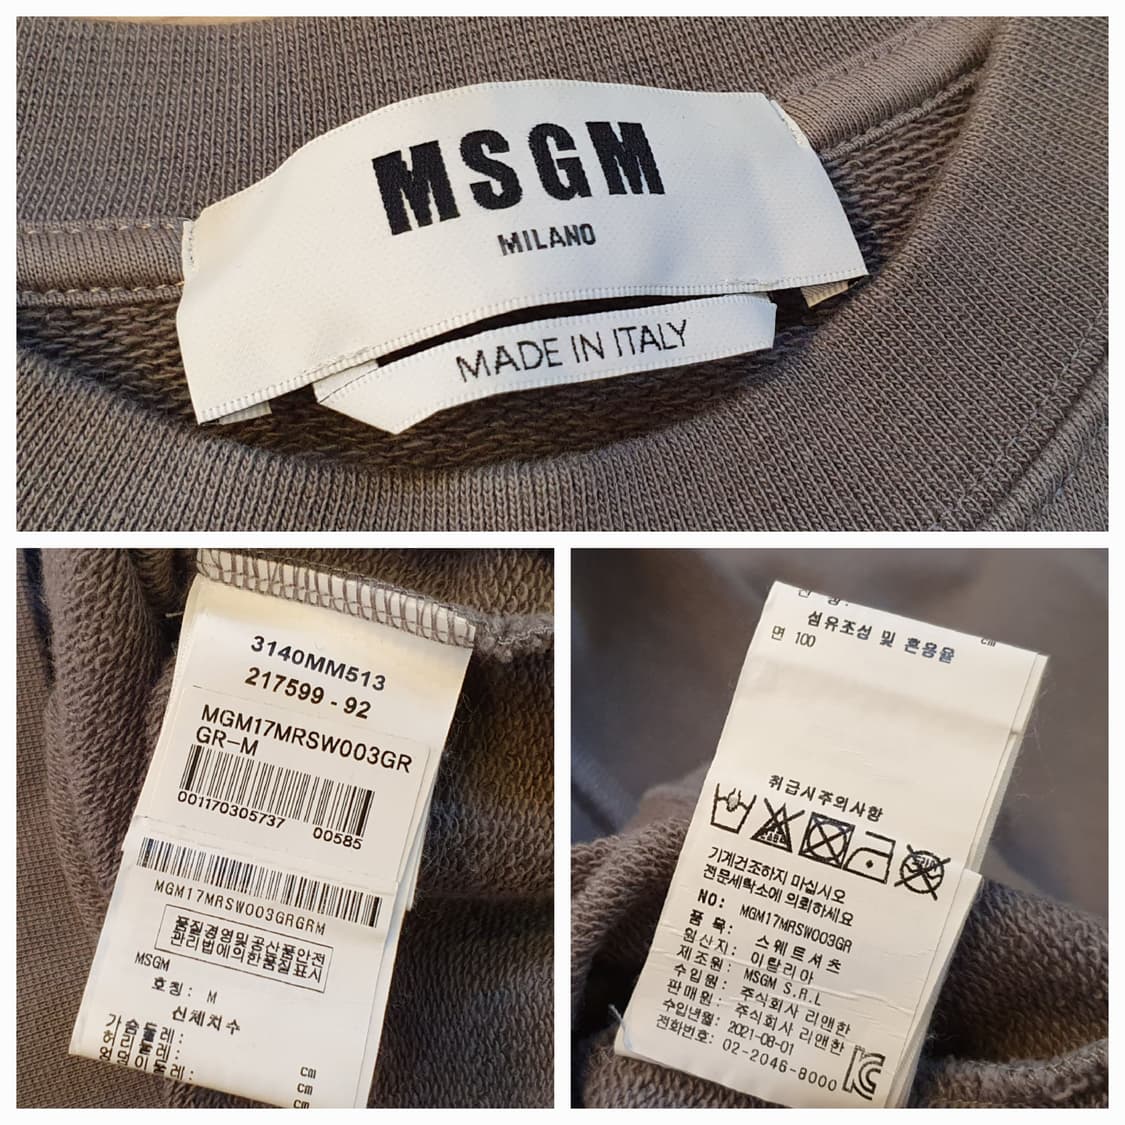 MSGM
MILANO
MADE IN ITALY
3140MM513
217599 - 92
MGM17MRSW003GR
GR-M
001170305737 00585
MGM17MRSW003GRGRM
품질경영및공산품안전
관리법에의한품질표시
MSGM
호칭: M
신체치수
가슴둘레:
허리둘레:
cm
cm
cm
cm
섬유조성 및 혼용율
면 100
취급시주의사항
기계건조하지 마십시오
전문세탁소에 의뢰하세요
NO: MGM17MRSW003GR
품 목: 스웨트셔츠
원산지: 이탈리아
제조원: MSGM S.R.L
수입원: 주식회사 리앤한
판매원: 주식회사 리앤한
수입년월: 2021-08-01
전화번호: 02-2046-8000